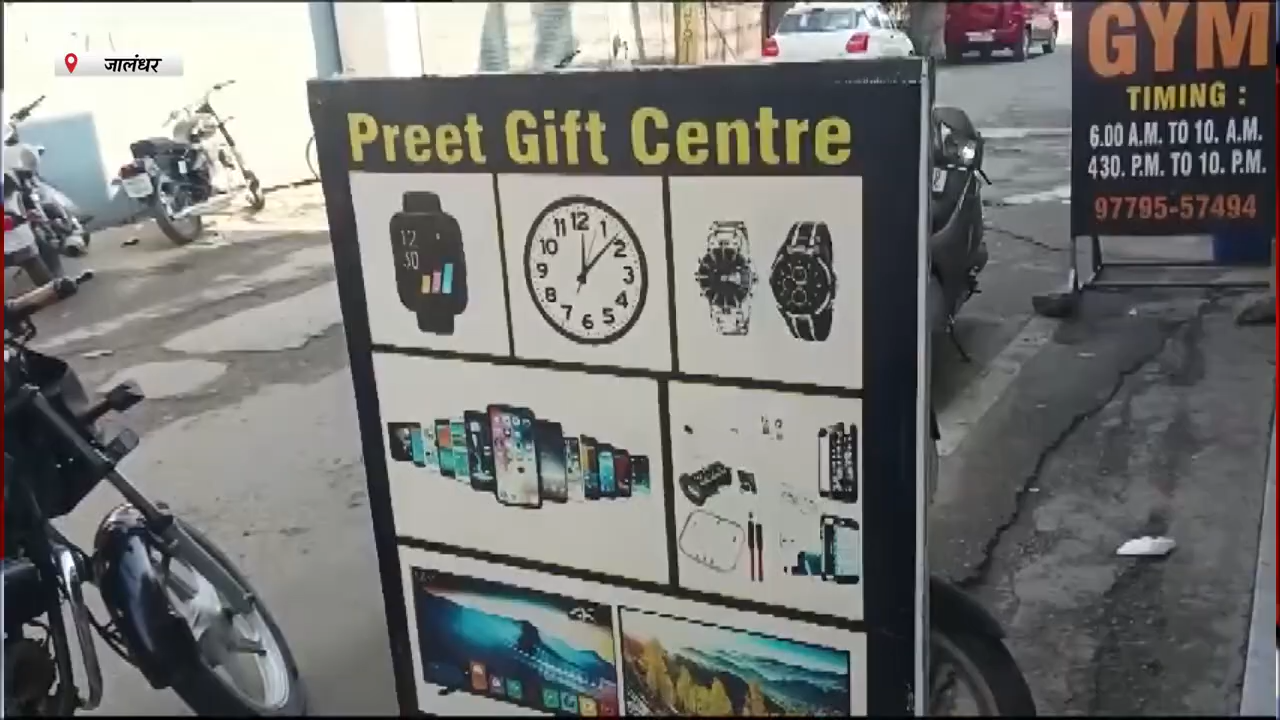 जालंधर
Preet Gift Centre
12
30
12 1 2 3 4 5 6 7 8 9 10 11
GYM
TIMING :
6.00 A.M. TO 10. A.M.
430. P.M. TO 10. P.M.
97795-57494